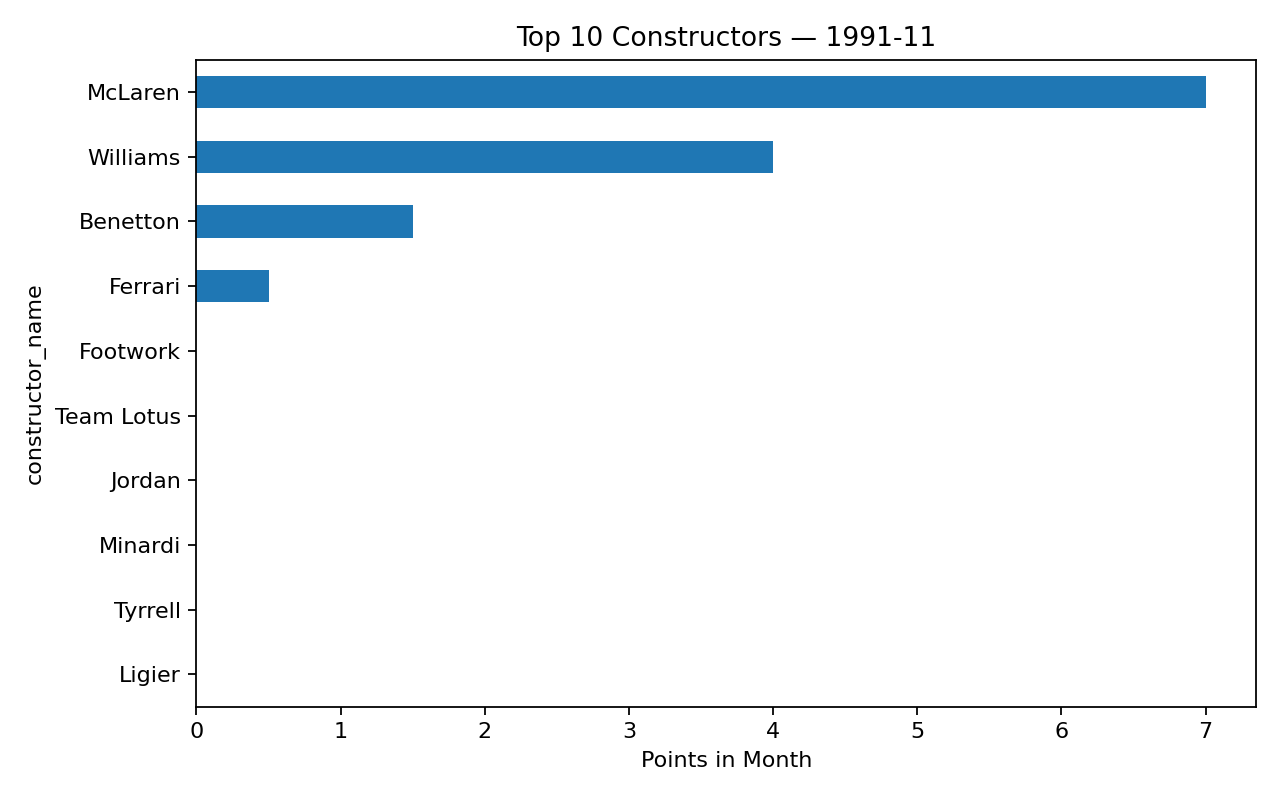 Top 10 Constructors — 1991-11
McLaren
Williams
Benetton
Ferrari
Footwork
Team Lotus
Jordan
Minardi
Tyrrell
Ligier
constructor_name
0 1 2 3 4 5 6 7
Points in Month